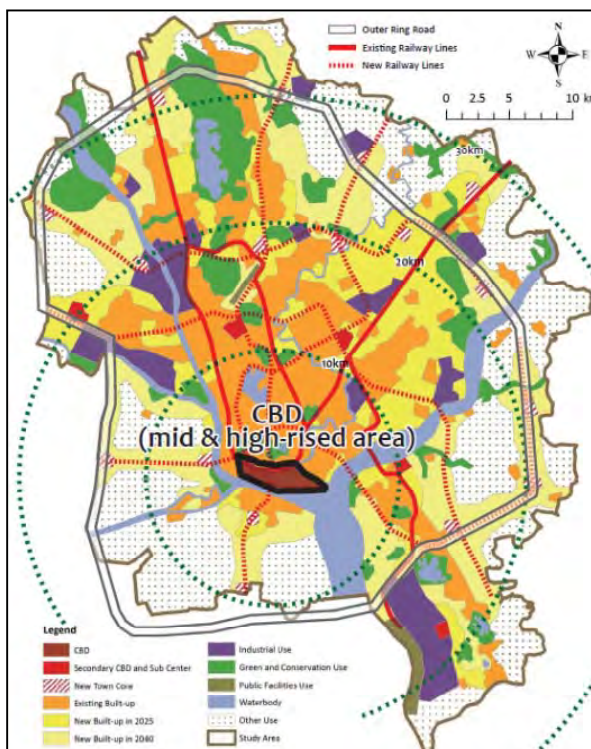 Outer Ring Road
Existing Railway Lines
New Railway Lines
N
W E
S
0 2.5 5 10 km
30km
20km
10km
CBD
(mid & high-rised area)
Legend
CBD
Secondary CBD and Sub Center
New Town Core
Existing Built-up
New Built-up in 2025
New Built-up in 2080
Industrial Use
Green and Conservation Use
Public Facilities Use
Waterbody
Other Use
Study Area